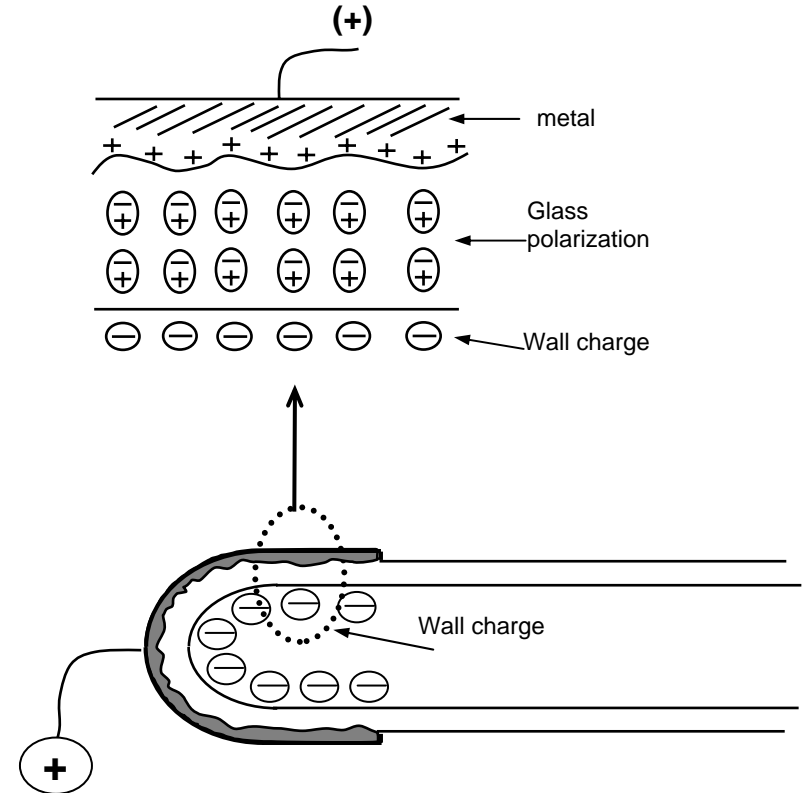 (+)
metal
+ + + + + + + + + +
Glass
polarization
− − − − − −
+ + + + + +
− − − − − −
+ + + + + +
− − − − − −
Wall charge
− − −
Wall charge
−
−
− − −
+